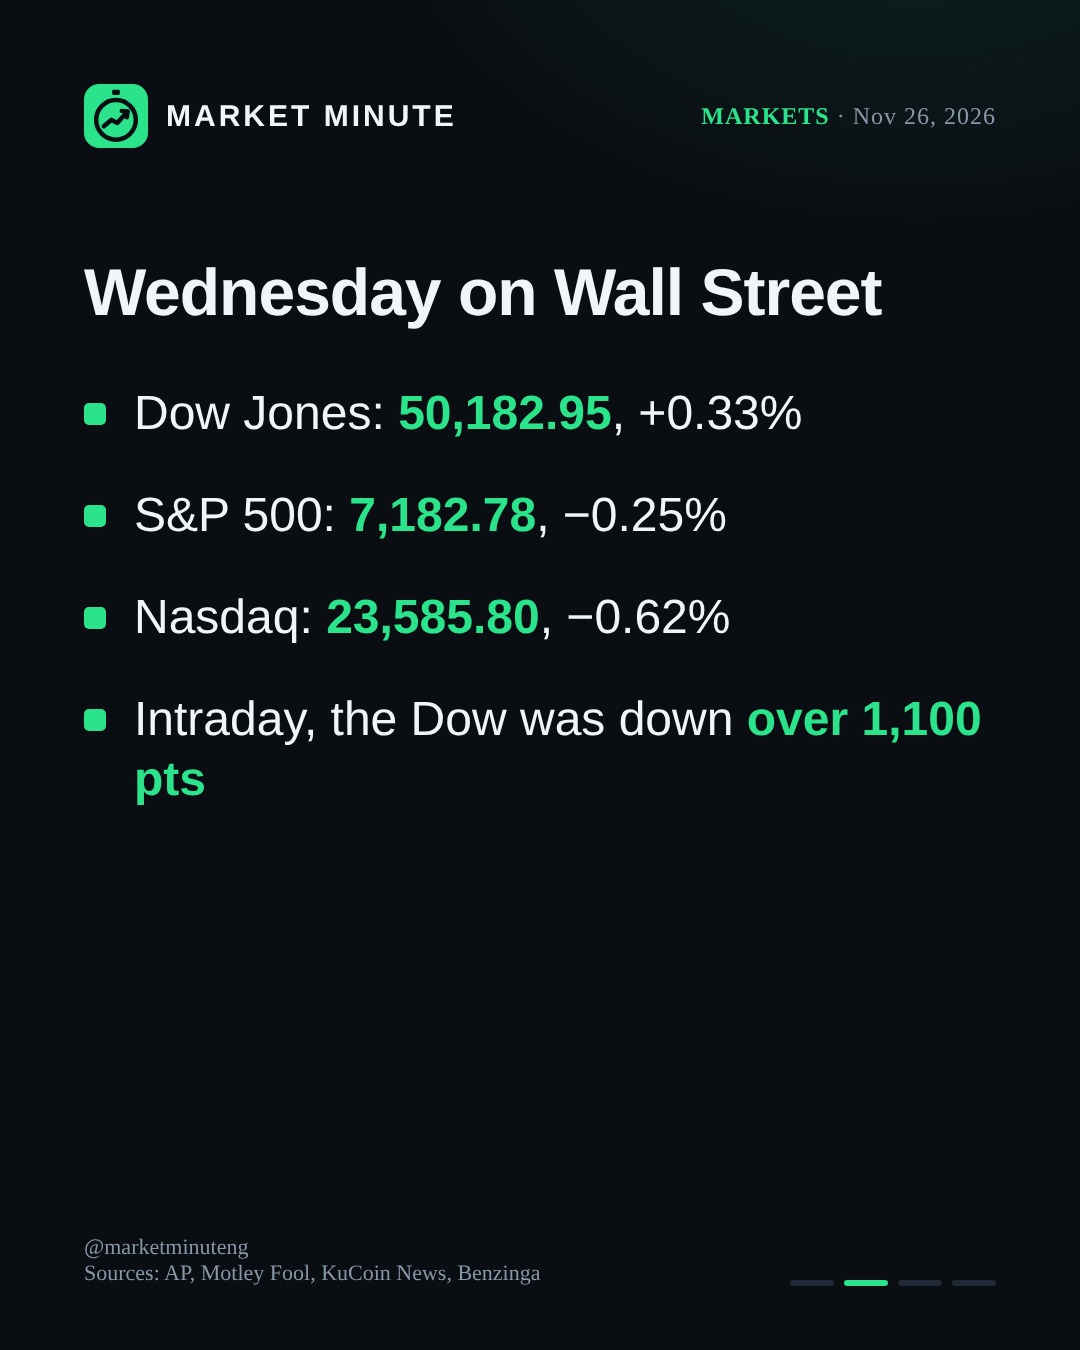 MARKET MINUTE
MARKETS · Nov 26, 2026
Wednesday on Wall Street
Dow Jones: 50,182.95, +0.33%
S&P 500: 7,182.78, −0.25%
Nasdaq: 23,585.80, −0.62%
Intraday, the Dow was down over 1,100
pts
@marketminuteng
Sources: AP, Motley Fool, KuCoin News, Benzinga